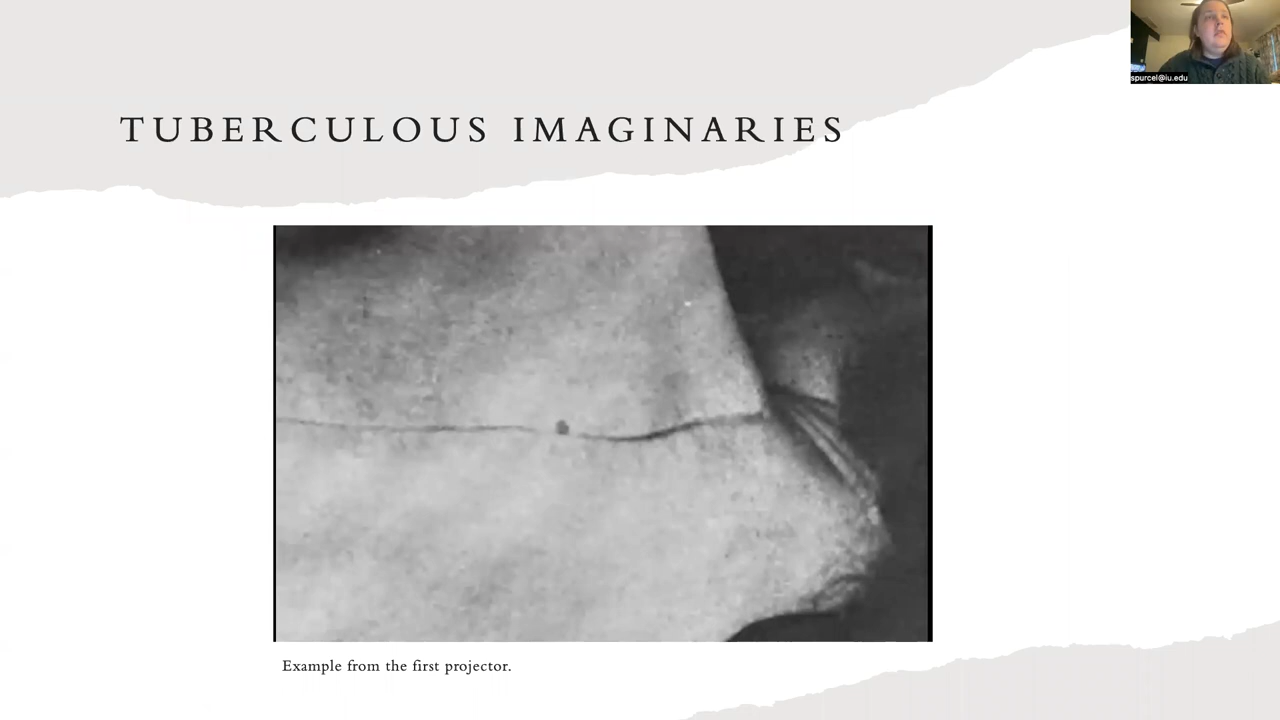 TUBERCULOUS IMAGINARIES
spurcel@iu.edu
Example from the first projector.